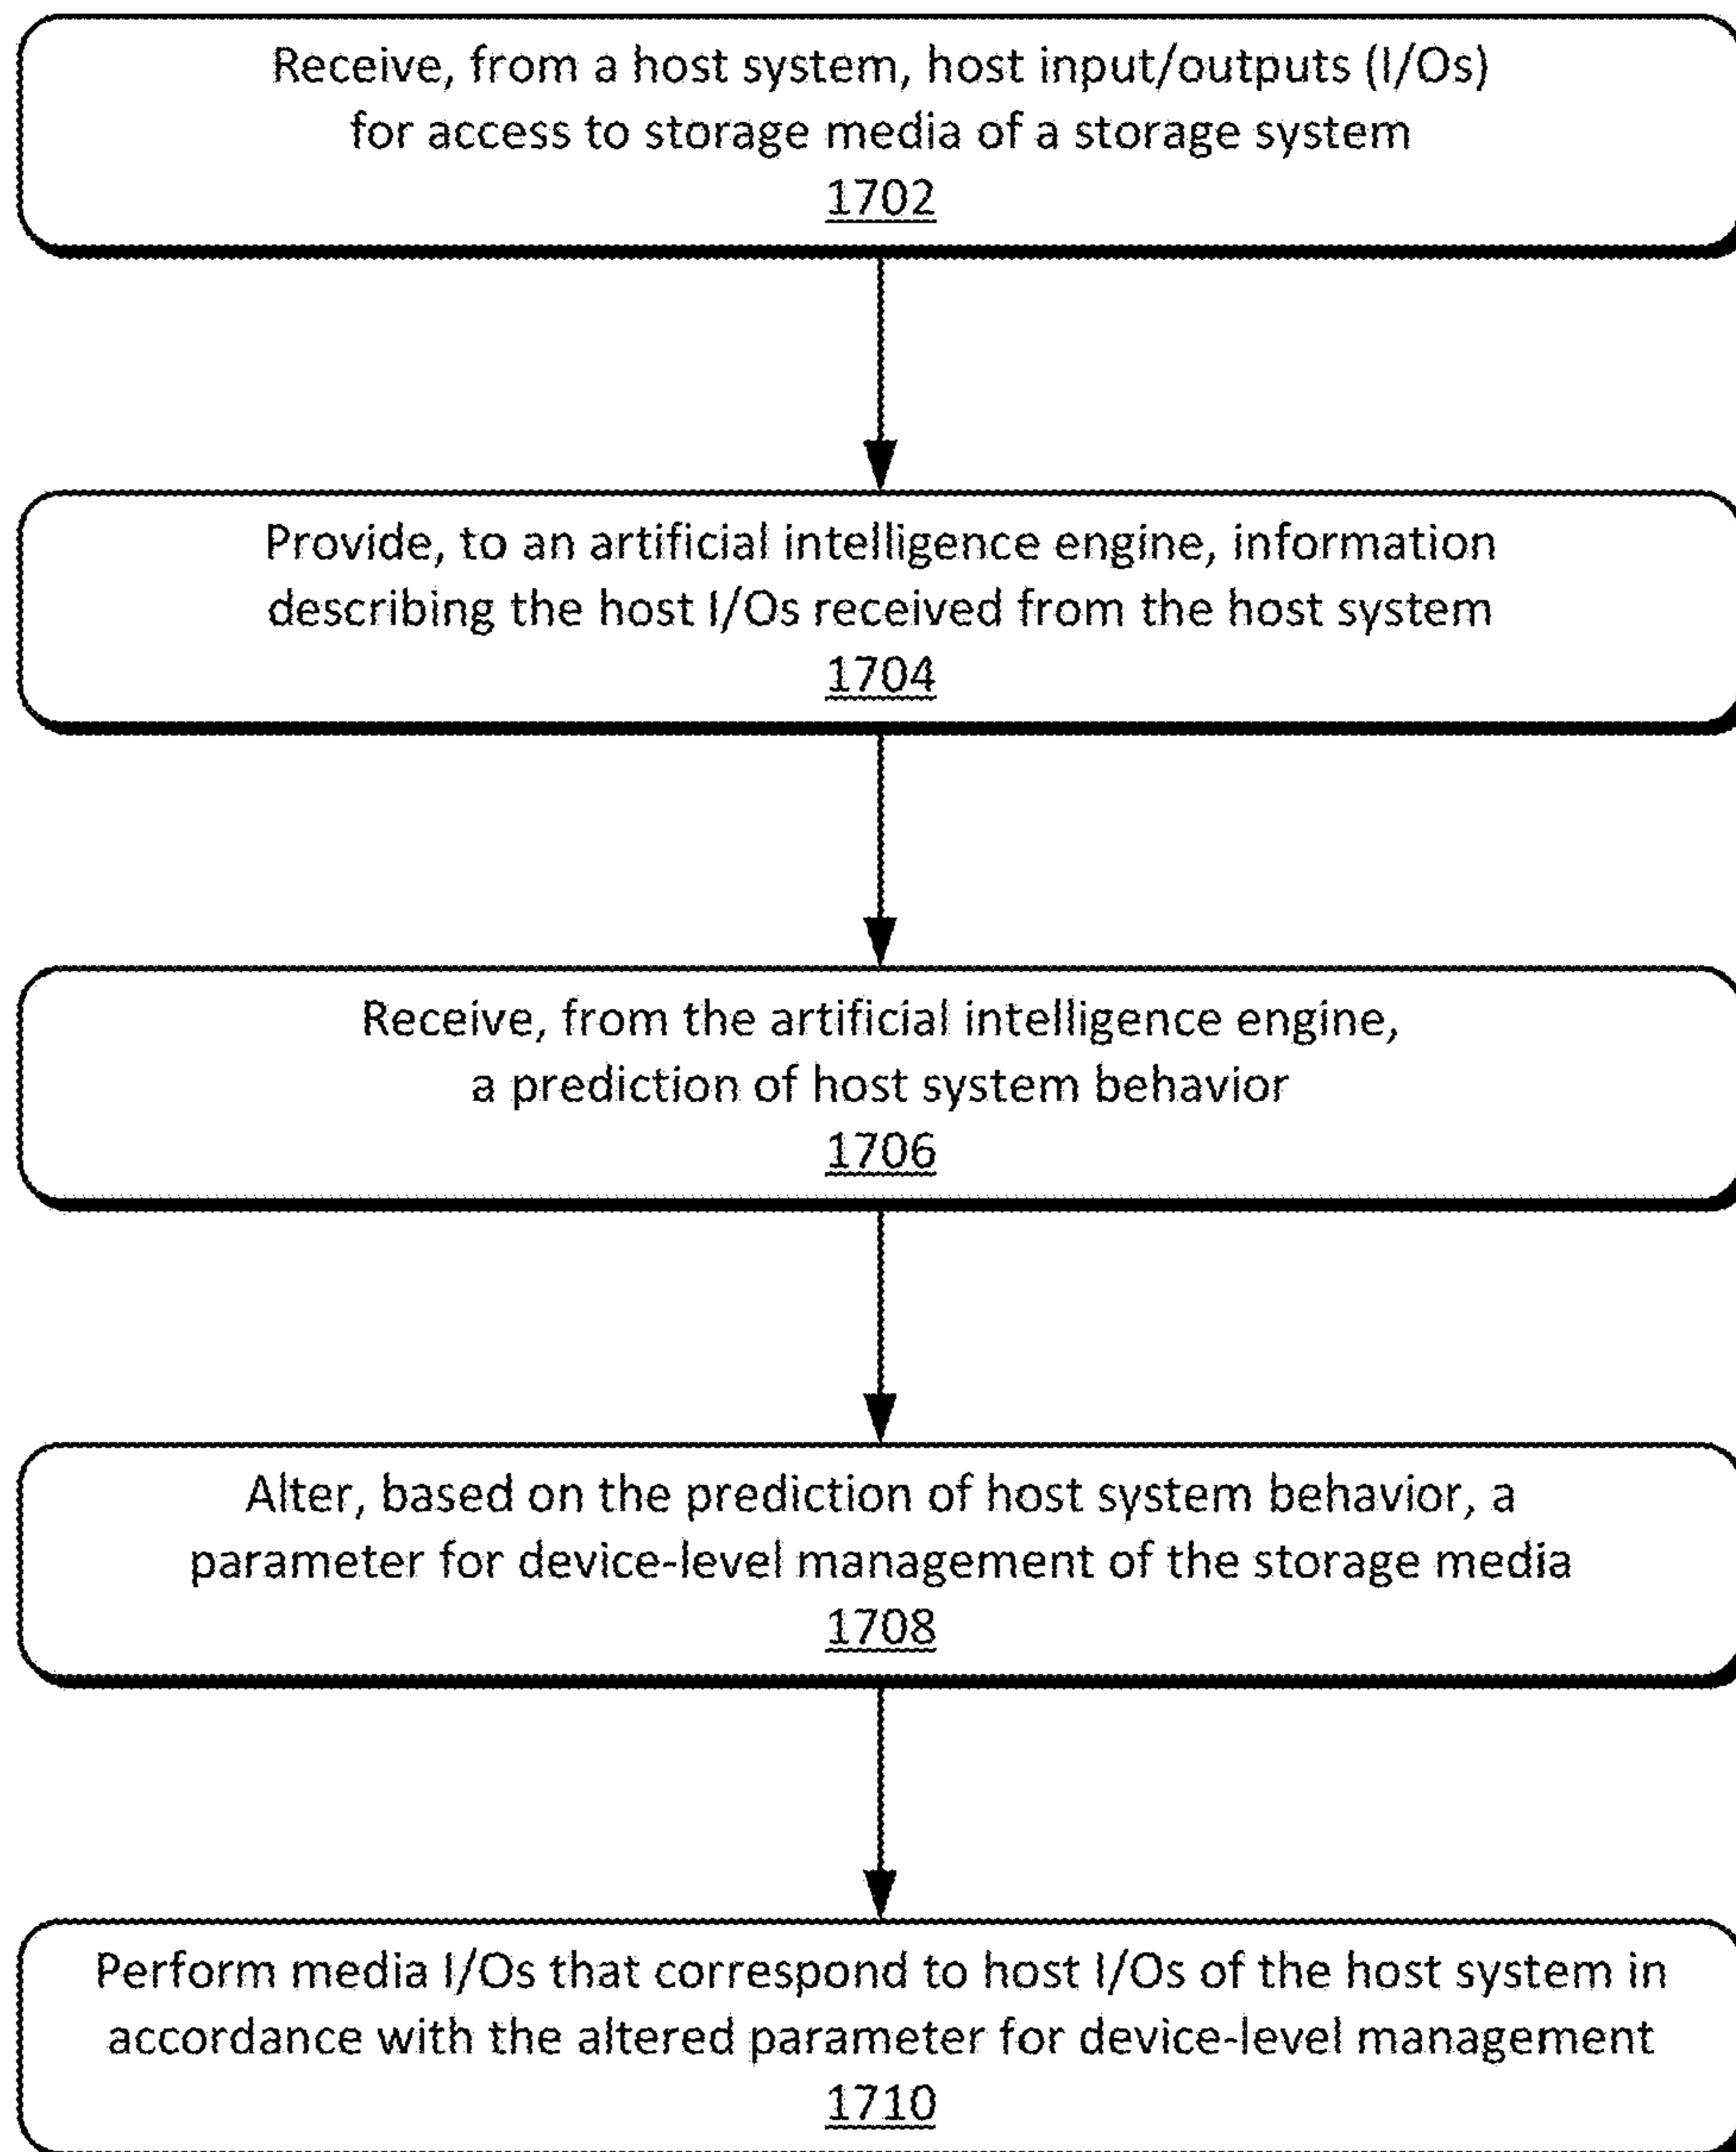 Receive, from a host system, host input/outputs (I/Os)
for access to storage media of a storage system
1702
Provide, to an artificial intelligence engine, information
describing the host I/Os received from the host system
1704
Receive, from the artificial intelligence engine,
a prediction of host system behavior
1706
Alter, based on the prediction of host system behavior, a
parameter for device-level management of the storage media
1708
Perform media I/Os that correspond to host I/Os of the host system in
accordance with the altered parameter for device-level management
1710